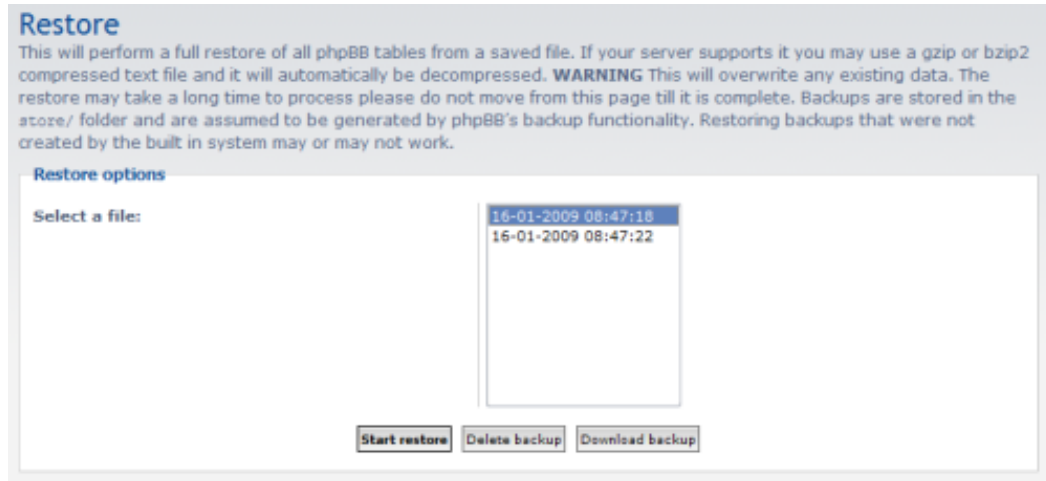 Restore
This will perform a full restore of all phpBB tables from a saved file. If your server supports it you may use a gzip or bzip2
compressed text file and it will automatically be decompressed. WARNING This will overwrite any existing data. The
restore may take a long time to process please do not move from this page till it is complete. Backups are stored in the
store/ folder and are assumed to be generated by phpBB's backup functionality. Restoring backups that were not
created by the built in system may or may not work.
Restore options
Select a file:
16-01-2009 08:47:18
16-01-2009 08:47:22
Start restore Delete backup Download backup